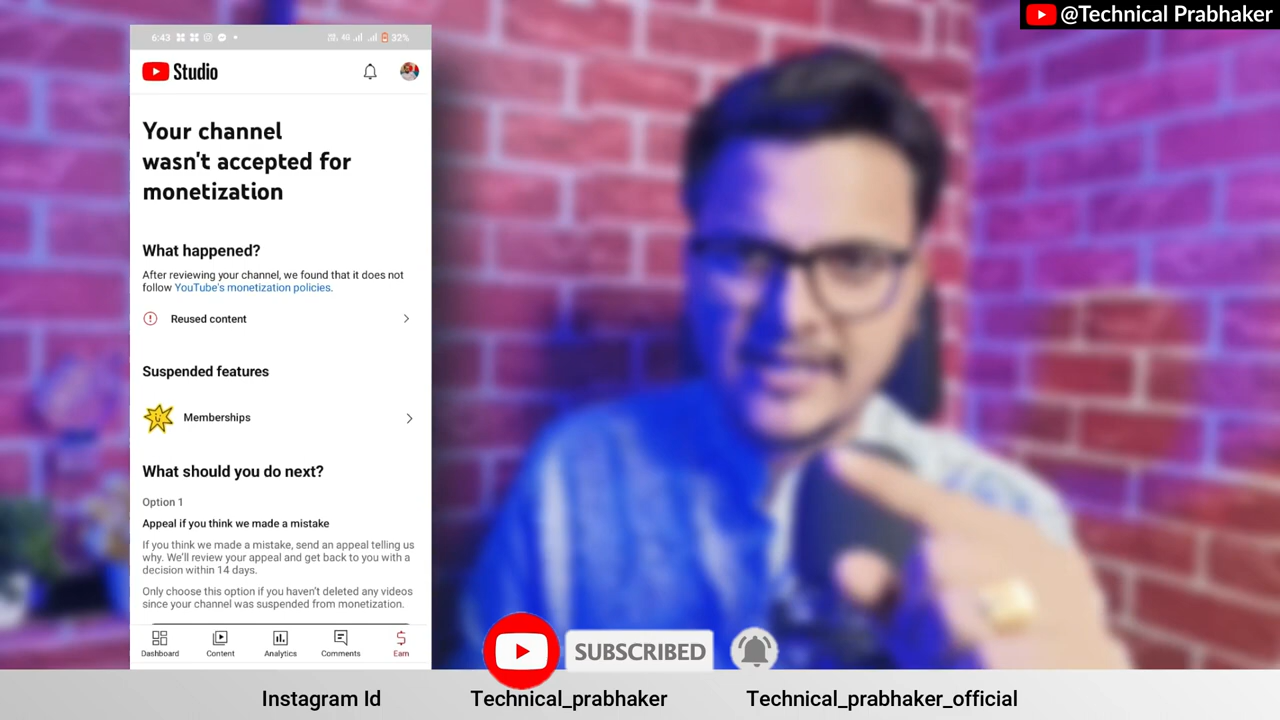 @Technical Prabhaker
6:43
4G
32%
Studio
Your channel
wasn't accepted for
monetization
What happened?
After reviewing your channel, we found that it does not
follow YouTube's monetization policies.
Reused content
Suspended features
Memberships
What should you do next?
Option 1
Appeal if you think we made a mistake
If you think we made a mistake, send an appeal telling us
why. We'll review your appeal and get back to you with a
decision within 14 days.
Only choose this option if you haven't deleted any videos
since your channel was suspended from monetization.
Dashboard Content Analytics Comments Earn
SUBSCRIBED
Instagram Id Technical_prabhaker Technical_prabhaker_official